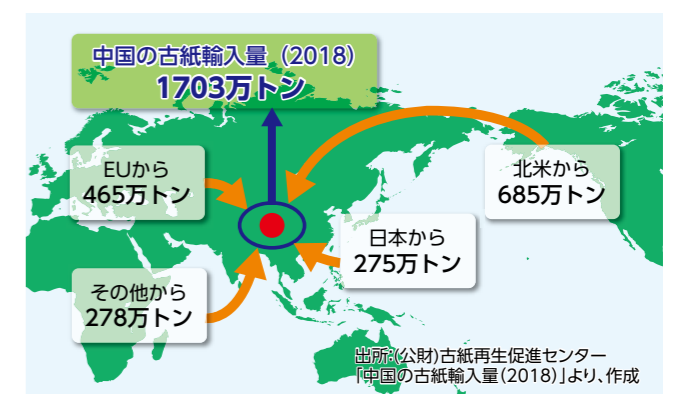 中国の古紙輸入量（2018）
1703万トン
EUから
465万トン
北米から
685万トン
日本から
275万トン
その他から
278万トン
出所:(公財)古紙再生促進センター
「中国の古紙輸入量(2018)」より、作成